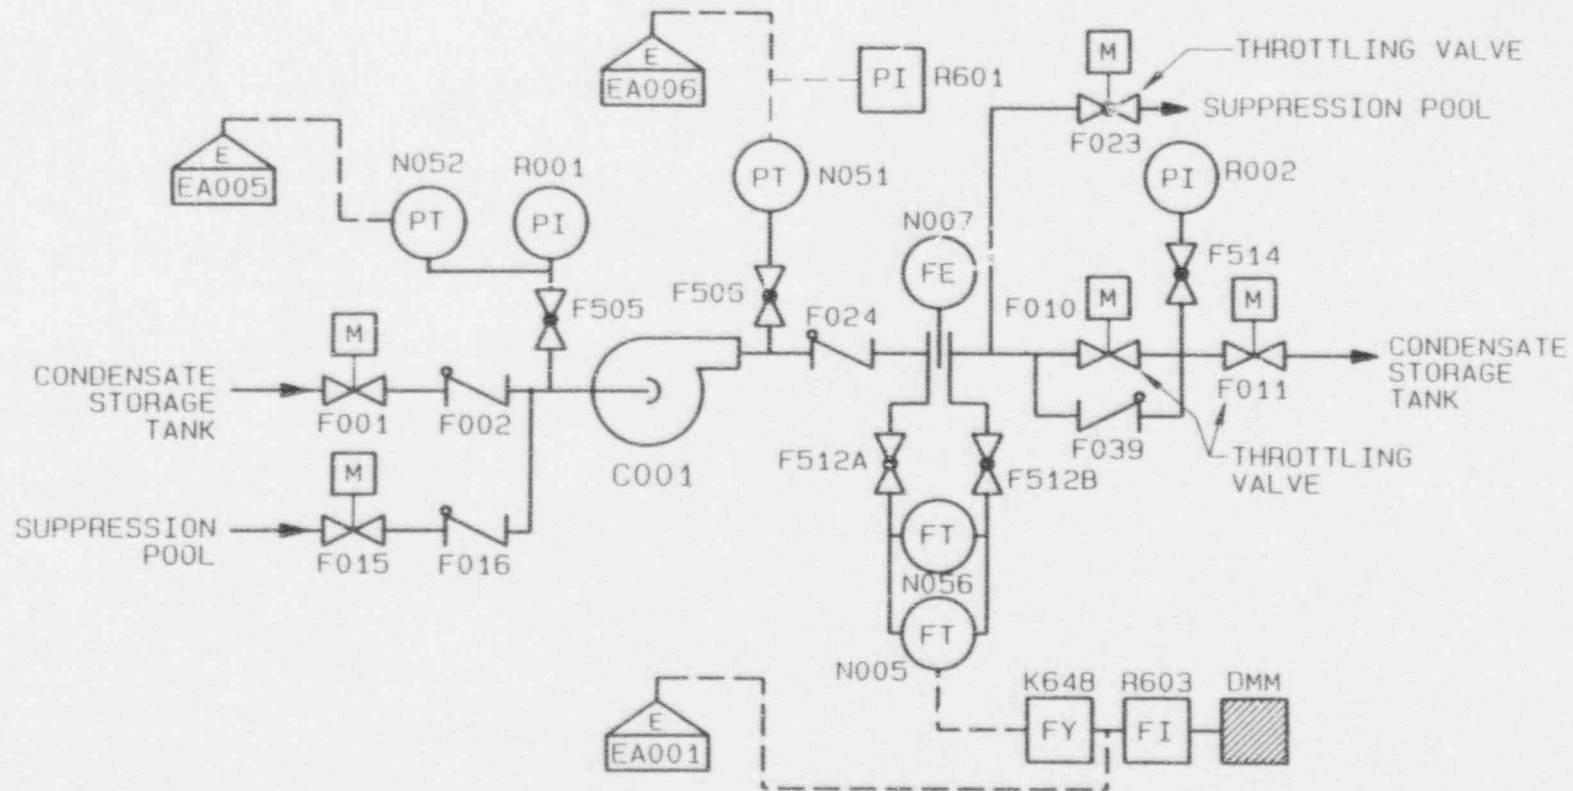 E
EA006
PI
R601
M
THROTTLING VALVE
SUPPRESSION POOL
F023
E
EA005
N052
R001
PT
PI
PT
N051
PI
R002
N007
FE
F514
F505
F506
F024
F010
M
M
M
CONDENSATE
STORAGE
TANK
F001
F002
C001
F011
CONDENSATE
STORAGE
TANK
F039
THROTTLING
VALVE
F512A
F512B
M
SUPPRESSION
POOL
F015
F016
FT
N056
FT
N005
K648
R603
DMM
E
EA001
FY
FI